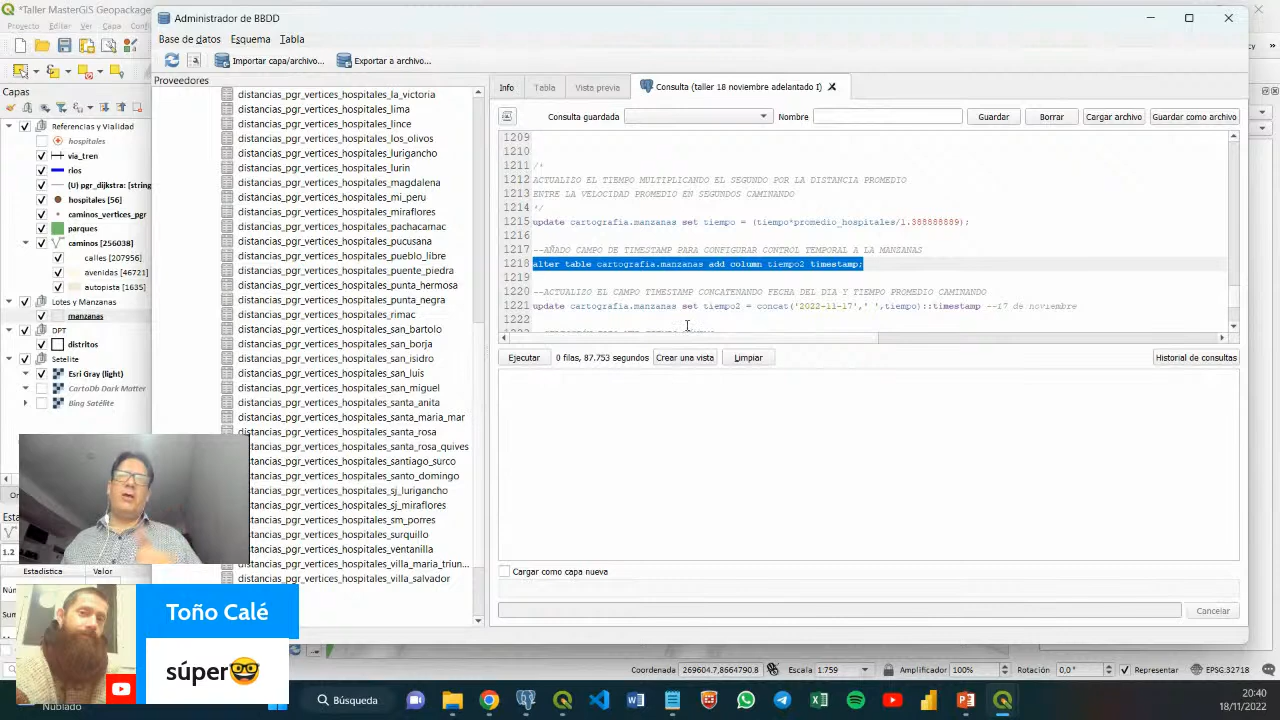 *Taller MasterGIS
Geopackage
Administrador de BBDD
Proyecto
Base de datos Esquema Tabla
Importar capa/archivo... Exportar a archivo...
Proveedores
Info Tabla Vista previa Consulta (taller 18 noviembre adelantado I)
Consulta guardada Nombre Guardar Borrar Cargar archivo Guardar como archivo
Capas
Referencias y Vialidad
hospitales
via_tren
rios
(U) pgr_dijkstra: [string
hospitales [56]
caminos_vertices_pgr
parques
caminos [256038]
calles [207956]
avenidas [46721]
autopista [1635]
Lotes y Manzanas
manzanas
DPT
distritos
Satelite
Esri Gray (light)
CartoDb Dark Matter
Bing Satélite
distancias_pgr_vertices_hospitales_la_victoria
distancias_pgr_vertices_hospitales_lima
distancias_pgr_vertices_hospitales_lince
distancias_pgr_vertices_hospitales_los_olivos
distancias_pgr_vertices_hospitales_lurigancho
distancias_pgr_vertices_hospitales_lurin
distancias_pgr_vertices_hospitales_magdalena
distancias_pgr_vertices_hospitales_mi_peru
distancias_pgr_vertices_hospitales_miraflores
distancias_pgr_vertices_hospitales_pachacamac
distancias_pgr_vertices_hospitales_pucusana
distancias_pgr_vertices_hospitales_pueblo_libre
distancias_pgr_vertices_hospitales_puente_piedra
distancias_pgr_vertices_hospitales_punta_hermosa
distancias_pgr_vertices_hospitales_punta_negra
distancias_pgr_vertices_hospitales_rimac
distancias_pgr_vertices_hospitales_san_bartolo
distancias_pgr_vertices_hospitales_san_borja
distancias_pgr_vertices_hospitales_san_isidro
distancias_pgr_vertices_hospitales_san_luis
distancias_pgr_vertices_hospitales_san_miguel
distancias_pgr_vertices_hospitales_santa_anita
distancias_pgr_vertices_hospitales_santa_maria_mar
distancias_pgr_vertices_hospitales_santa_rosa
distancias_pgr_vertices_hospitales_santa_rosa_quives
distancias_pgr_vertices_hospitales_santiago_surco
distancias_pgr_vertices_hospitales_santo_domingo
distancias_pgr_vertices_hospitales_sj_lurigancho
distancias_pgr_vertices_hospitales_sj_miraflores
distancias_pgr_vertices_hospitales_sm_porres
distancias_pgr_vertices_hospitales_surquillo
distancias_pgr_vertices_hospitales_ventanilla
distancias_pgr_vertices_hospitales_villa_maria_triun...
distancias_pgr_vertices_hospitales_villa_salvador
1209
1210
1211 /*
1212 ACTUALIZO EL TIEMPO MULTIPLICANDO EL SEGUNDO POR LA DISTANCIA PROMEDIO
1213 ENTRE LA VELOCIDAD PROMEDIO EN SEGUNDOS CAMINANDO
1214 */
1215 update cartografia.manzanas set tiempo = (tiempo*promedio_hospitales/1.388888889);
1216
1217 --AÑADO CAMPO DE TIMESTAMP PARA CONFIGURAR CONTROL TEMPORAL A LA MANZANAS
1218 alter table cartografia.manzanas add column tiempo2 timestamp;
1219
1220 --ACTUALIZO EL CAMPO TIMESTAMP CONCATENANDO FECHA DEL DIA Y TIEMPO PROMEDIO CAMINANDO
1221 update cartografia.manzanas set tiempo2 = concat('2022-11-17',' ',tiempo)::timestamp --17 de noviembre
1222
Ejecutar 0 filas, 87.753 segundos ear una vista Limpiar Historial de consultas
Cargar como capa nueva
Cancelar
1.2
Estadística Valor
Toño Calé
súper🤓
Coordenada 269604.7,8664790.8 Escala 1:759 Amplificador 100% Rotación 0,0° Representar EPSG:32718
Nublado
Búsqueda
20:40
18/11/2022